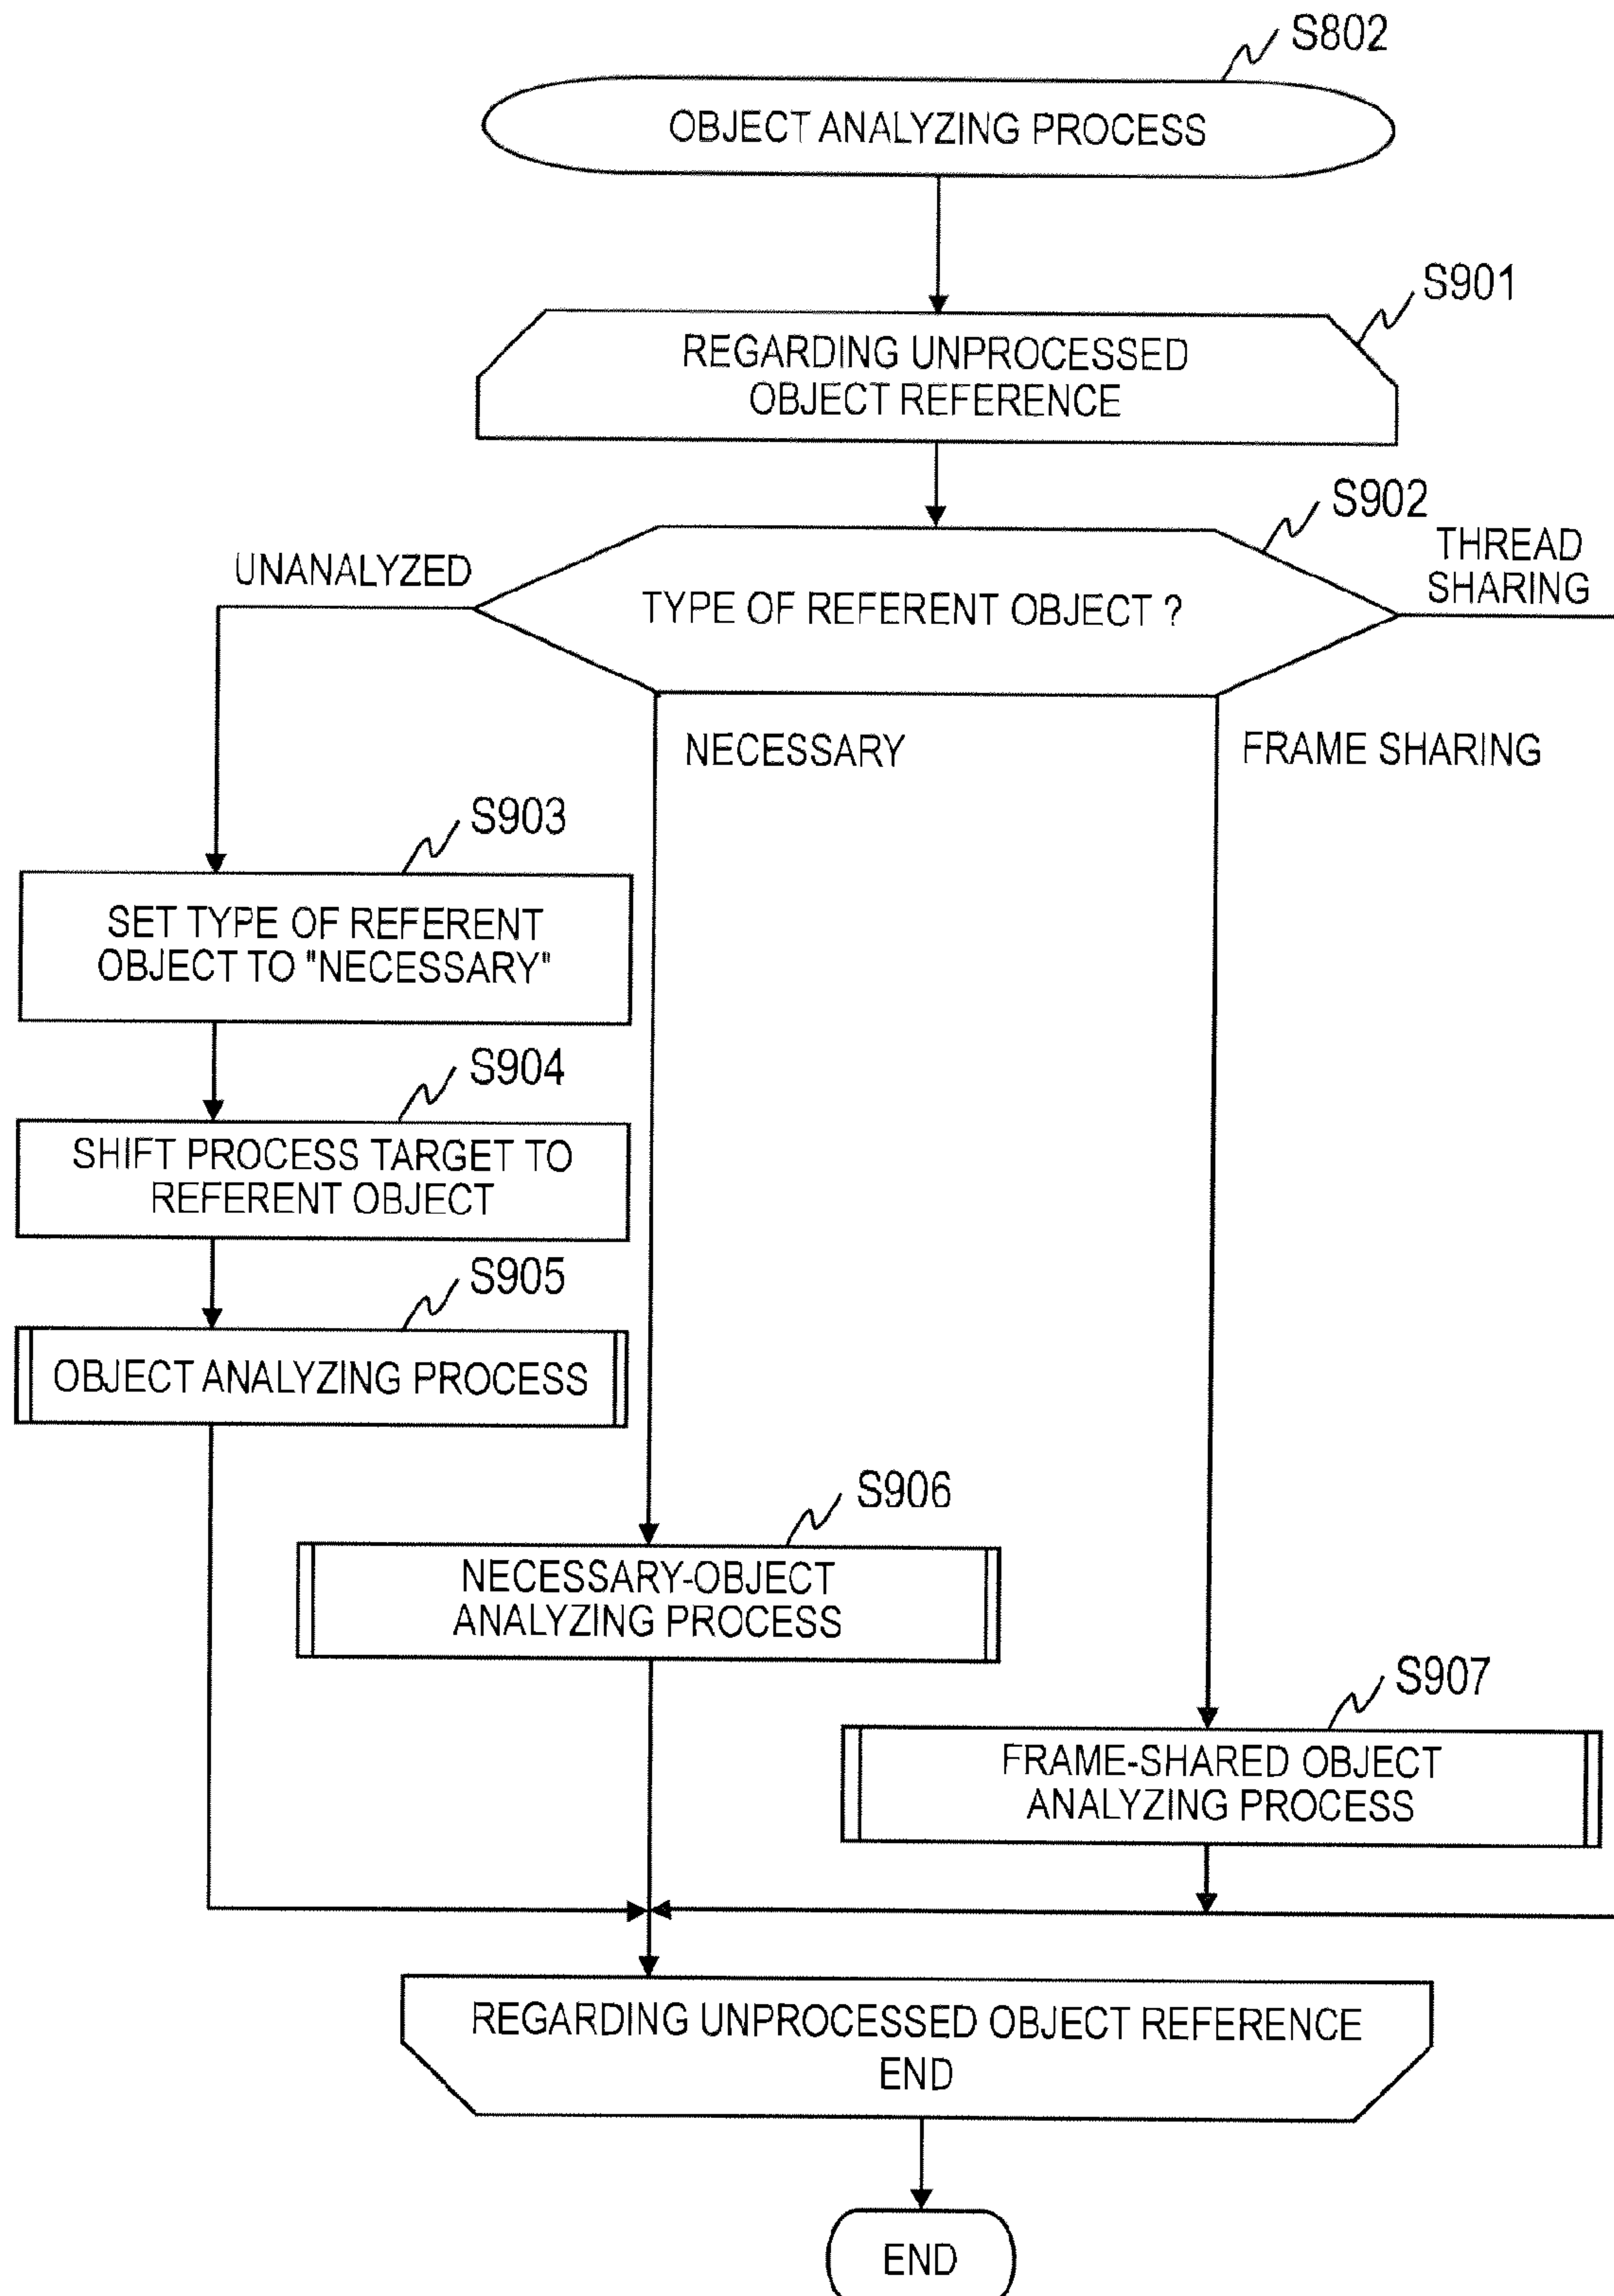 S802
OBJECT ANALYZING PROCESS
S901
REGARDING UNPROCESSED
OBJECT REFERENCE
S902
THREAD
SHARING
UNANALYZED
TYPE OF REFERENT OBJECT ?
NECESSARY
FRAME SHARING
S903
SET TYPE OF REFERENT
OBJECT TO "NECESSARY"
S904
SHIFT PROCESS TARGET TO
REFERENT OBJECT
S905
OBJECT ANALYZING PROCESS
S906
NECESSARY-OBJECT
ANALYZING PROCESS
S907
FRAME-SHARED OBJECT
ANALYZING PROCESS
REGARDING UNPROCESSED OBJECT REFERENCE
END
END